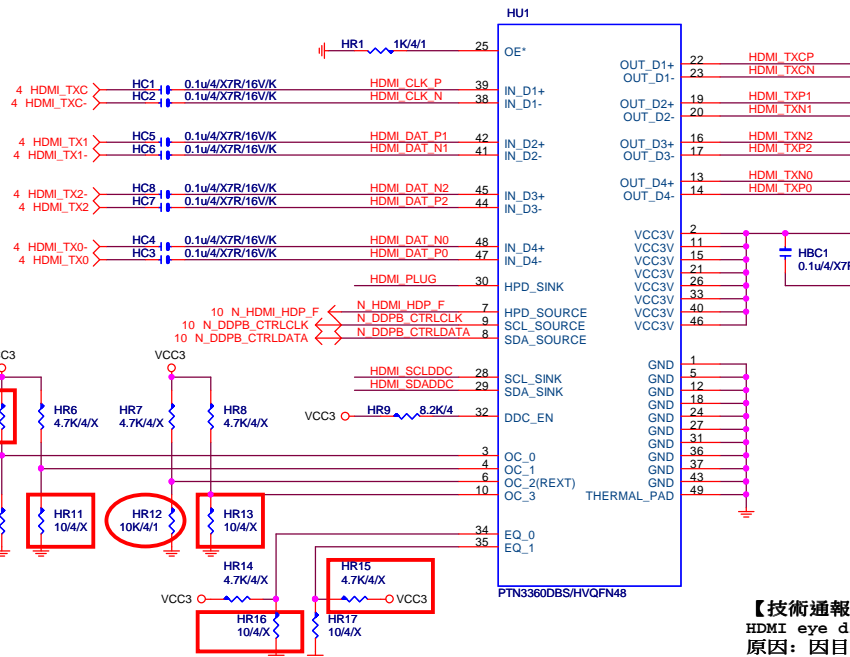 HU1
HR1 1K/4/1 25 OE*
OUT_D1+ 22 HDMI_TXCP
OUT_D1- 23 HDMI_TXCN
4 HDMI_TXC HC1 0.1u/4/X7R/16V/K HDMI_CLK_P 39 IN_D1+
4 HDMI_TXC- HC2 0.1u/4/X7R/16V/K HDMI_CLK_N 38 IN_D1-
OUT_D2+ 19 HDMI_TXP1
OUT_D2- 20 HDMI_TXN1
4 HDMI_TX1 HC5 0.1u/4/X7R/16V/K HDMI_DAT_P1 42 IN_D2+
4 HDMI_TX1- HC6 0.1u/4/X7R/16V/K HDMI_DAT_N1 41 IN_D2-
OUT_D3+ 16 HDMI_TXN2
OUT_D3- 17 HDMI_TXP2
4 HDMI_TX2- HC8 0.1u/4/X7R/16V/K HDMI_DAT_N2 45 IN_D3+
4 HDMI_TX2 HC7 0.1u/4/X7R/16V/K HDMI_DAT_P2 44 IN_D3-
OUT_D4+ 13 HDMI_TXN0
OUT_D4- 14 HDMI_TXP0
4 HDMI_TX0- HC4 0.1u/4/X7R/16V/K HDMI_DAT_N0 48 IN_D4+
4 HDMI_TX0 HC3 0.1u/4/X7R/16V/K HDMI_DAT_P0 47 IN_D4-
VCC3V 2
VCC3V 11
VCC3V 15
VCC3V 21
VCC3V 26
VCC3V 33
VCC3V 40
VCC3V 46
HBC1
0.1u/4/X7R
HDMI_PLUG 30 HPD_SINK
10 N_HDMI_HDP_F N_HDMI_HDP_F 7 HPD_SOURCE
10 N_DDPB_CTRLCLK N_DDPB_CTRLCLK 9 SCL_SOURCE
10 N_DDPB_CTRLDATA N_DDPB_CTRLDATA 8 SDA_SOURCE
GND 1
GND 5
GND 12
GND 18
GND 24
GND 27
GND 31
GND 36
GND 37
GND 43
THERMAL_PAD 49
HDMI_SCLDDC 28 SCL_SINK
HDMI_SDADDC 29 SDA_SINK
VCC3 HR9 8.2K/4 32 DDC_EN
C3
VCC3
HR6
4.7K/4/X
HR7
4.7K/4/X
HR8
4.7K/4/X
3 OC_0
4 OC_1
6 OC_2(REXT)
10 OC_3
HR11
10/4/X
HR12
10K/4/1
HR13
10/4/X
34 EQ_0
35 EQ_1
HR14
4.7K/4/X
VCC3
HR15
4.7K/4/X
VCC3
HR16
10/4/X
HR17
10/4/X
PTN3360DBS/HVQFN48
【技術通報
HDMI eye d
原因：因目